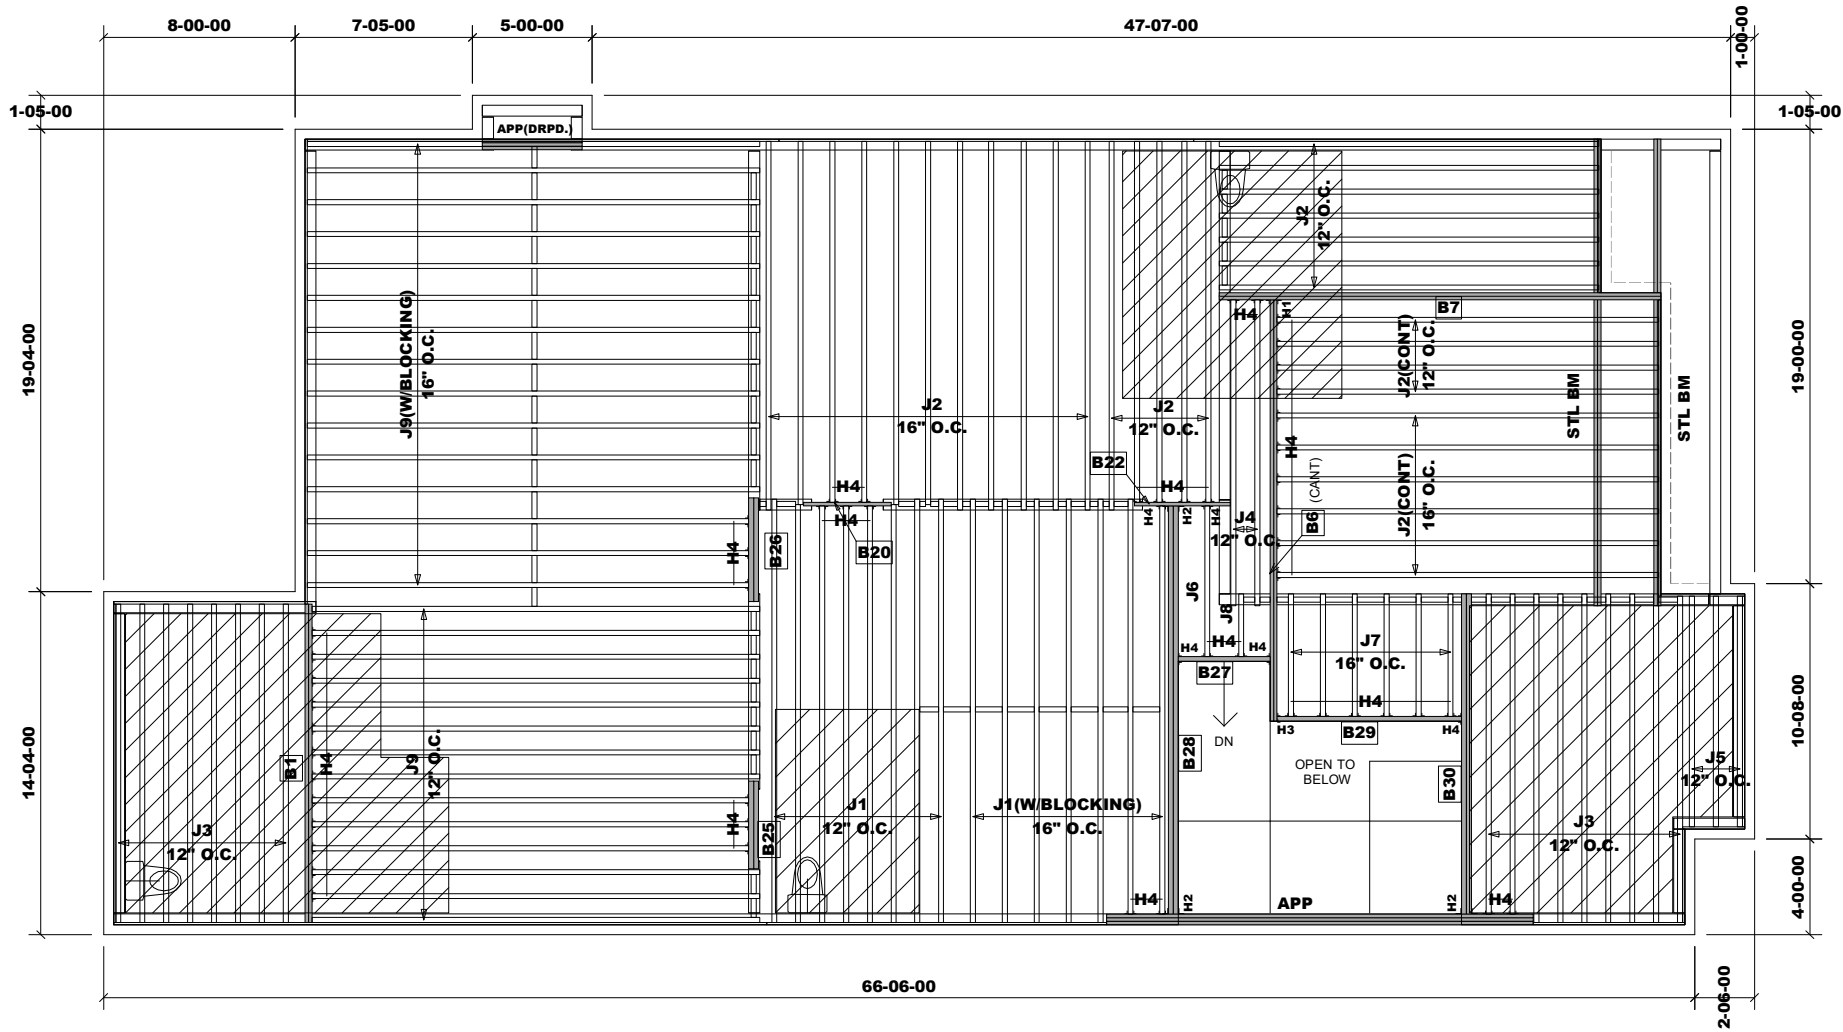 8-00-00
7-05-00
5-00-00
47-07-00
1-00-00
1-05-00
1-05-00
APP(DRPD.)
J9(W/BLOCKING)
16" O.C.
J2
12" O.C.
H4
H1
B7
J2(CONT)
12" O.C.
19-04-00
19-00-00
STL BM
STL BM
J2
16" O.C.
J2
12" O.C.
H4
B6 (CANT)
J2(CONT)
16" O.C.
B22
H4
H4
H4
H4
H2
H4
J4
12" O.C.
H4
B26
B20
J6
J8
H4
H4
H4
B27
J7
16" O.C.
H4
H3
B29
H4
DN
B28
OPEN TO
BELOW
B30
14-04-00
10-08-00
B1
H4
J9
12" O.C.
J5
12" O.C.
H4
B25
J1
12" O.C.
J1(W/BLOCKING)
16" O.C.
J3
12" O.C.
J3
12" O.C.
H4
H2
APP
H2
H4
4-00-00
66-06-00
2-06-00